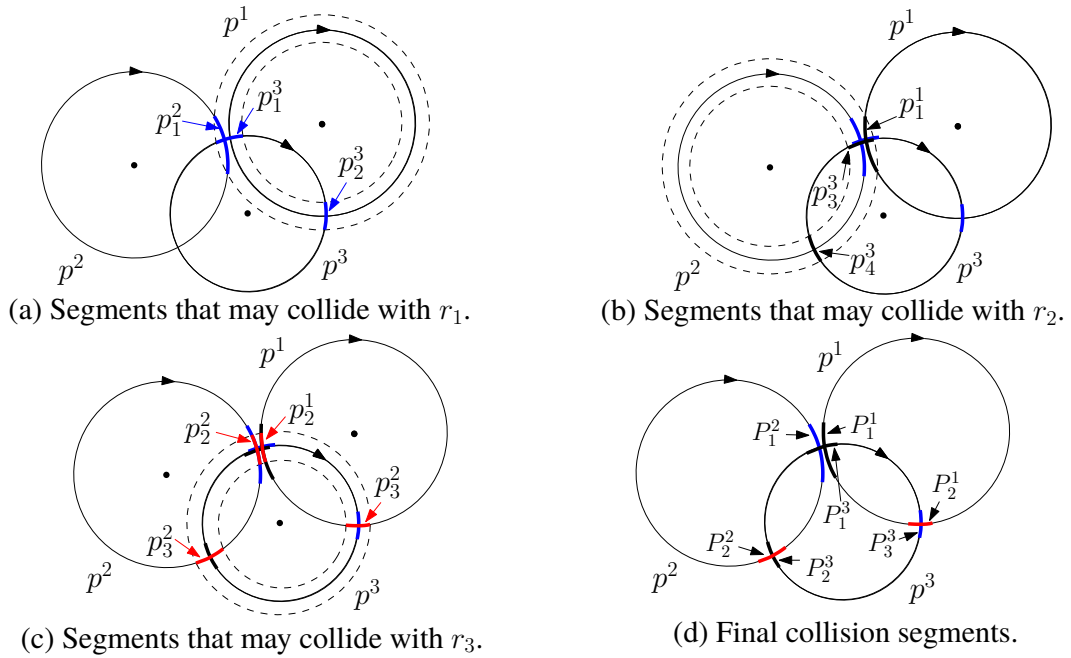 p^1
p^2_1
p^3_1
p^3_2
p^2
p^3
(a) Segments that may collide with r_1.
p^1
p^1_1
p^3_3
p^3_4
p^2
p^3
(b) Segments that may collide with r_2.
p^1
p^1_2
p^2_2
p^2_3
p^2_3
p^2
p^3
(c) Segments that may collide with r_3.
p^1
P^2_1
P^1_1
P^3_1
P^1_2
P^2_2
P^3_2
P^3_3
p^2
p^3
(d) Final collision segments.